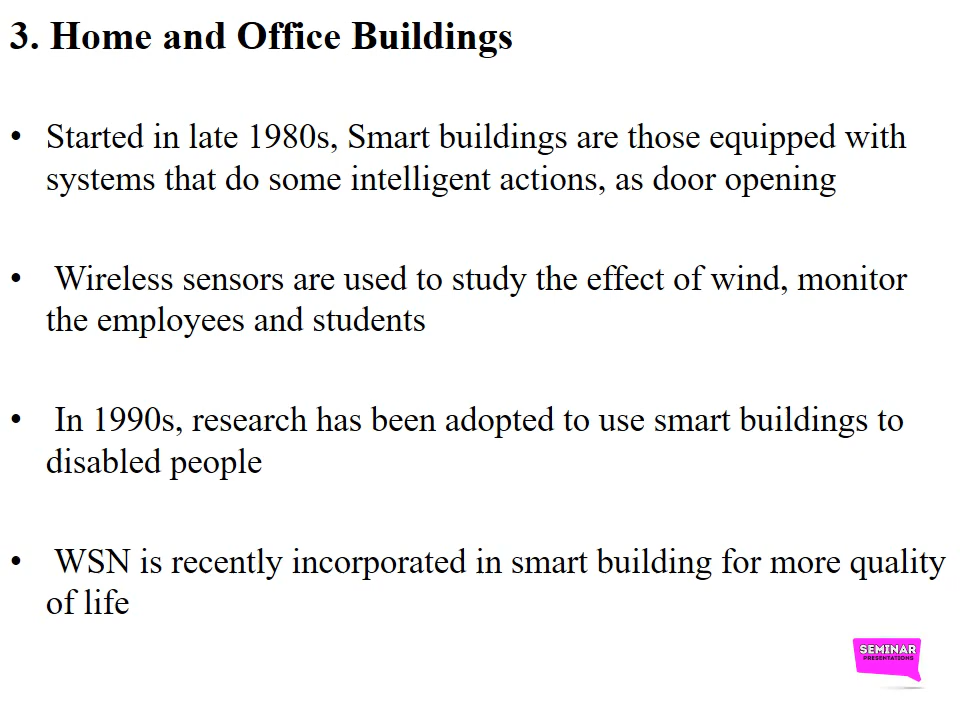 3. Home and Office Buildings
• Started in late 1980s, Smart buildings are those equipped with
systems that do some intelligent actions, as door opening
• Wireless sensors are used to study the effect of wind, monitor
the employees and students
• In 1990s, research has been adopted to use smart buildings to
disabled people
• WSN is recently incorporated in smart building for more quality
of life
SEMINAR
PRESENTATIONS